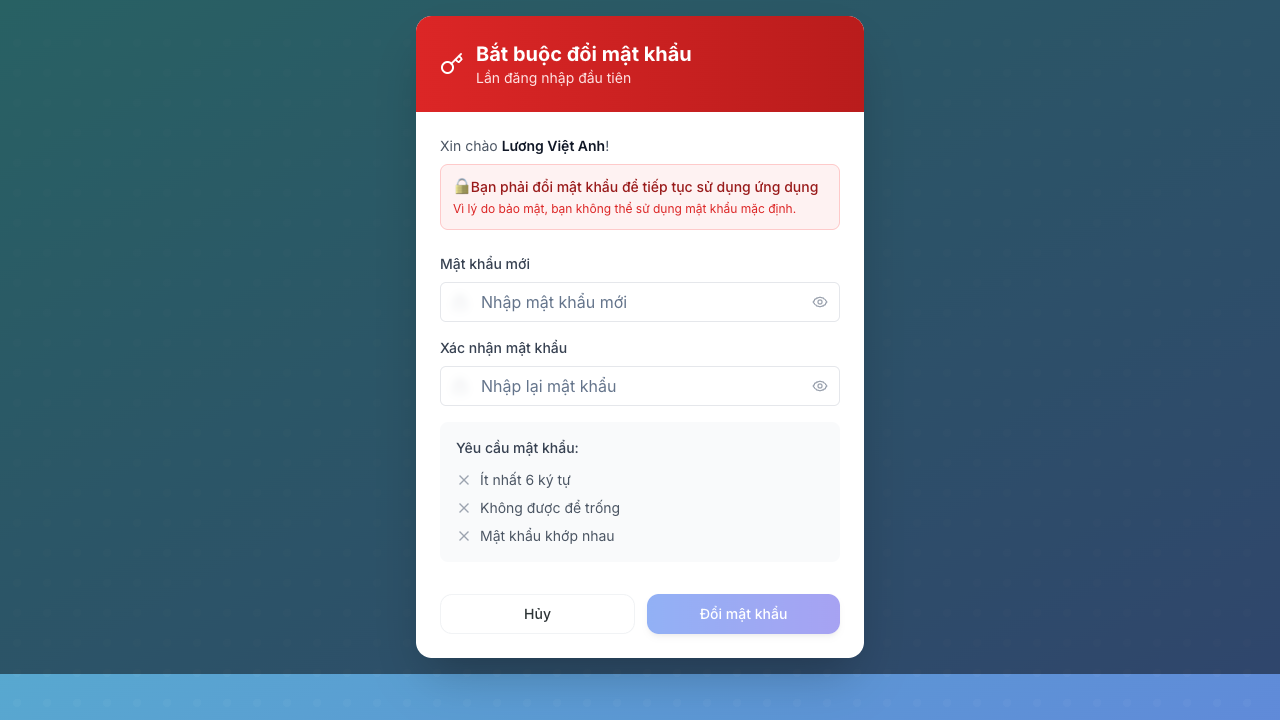 Bắt buộc đổi mật khẩu
Lần đăng nhập đầu tiên
Xin chào Lương Việt Anh!
🔒Bạn phải đổi mật khẩu để tiếp tục sử dụng ứng dụng
Vì lý do bảo mật, bạn không thể sử dụng mật khẩu mặc định.
Mật khẩu mới
Nhập mật khẩu mới
Xác nhận mật khẩu
Nhập lại mật khẩu
Yêu cầu mật khẩu:
Ít nhất 6 ký tự
Không được để trống
Mật khẩu khớp nhau
Hủy
Đổi mật khẩu